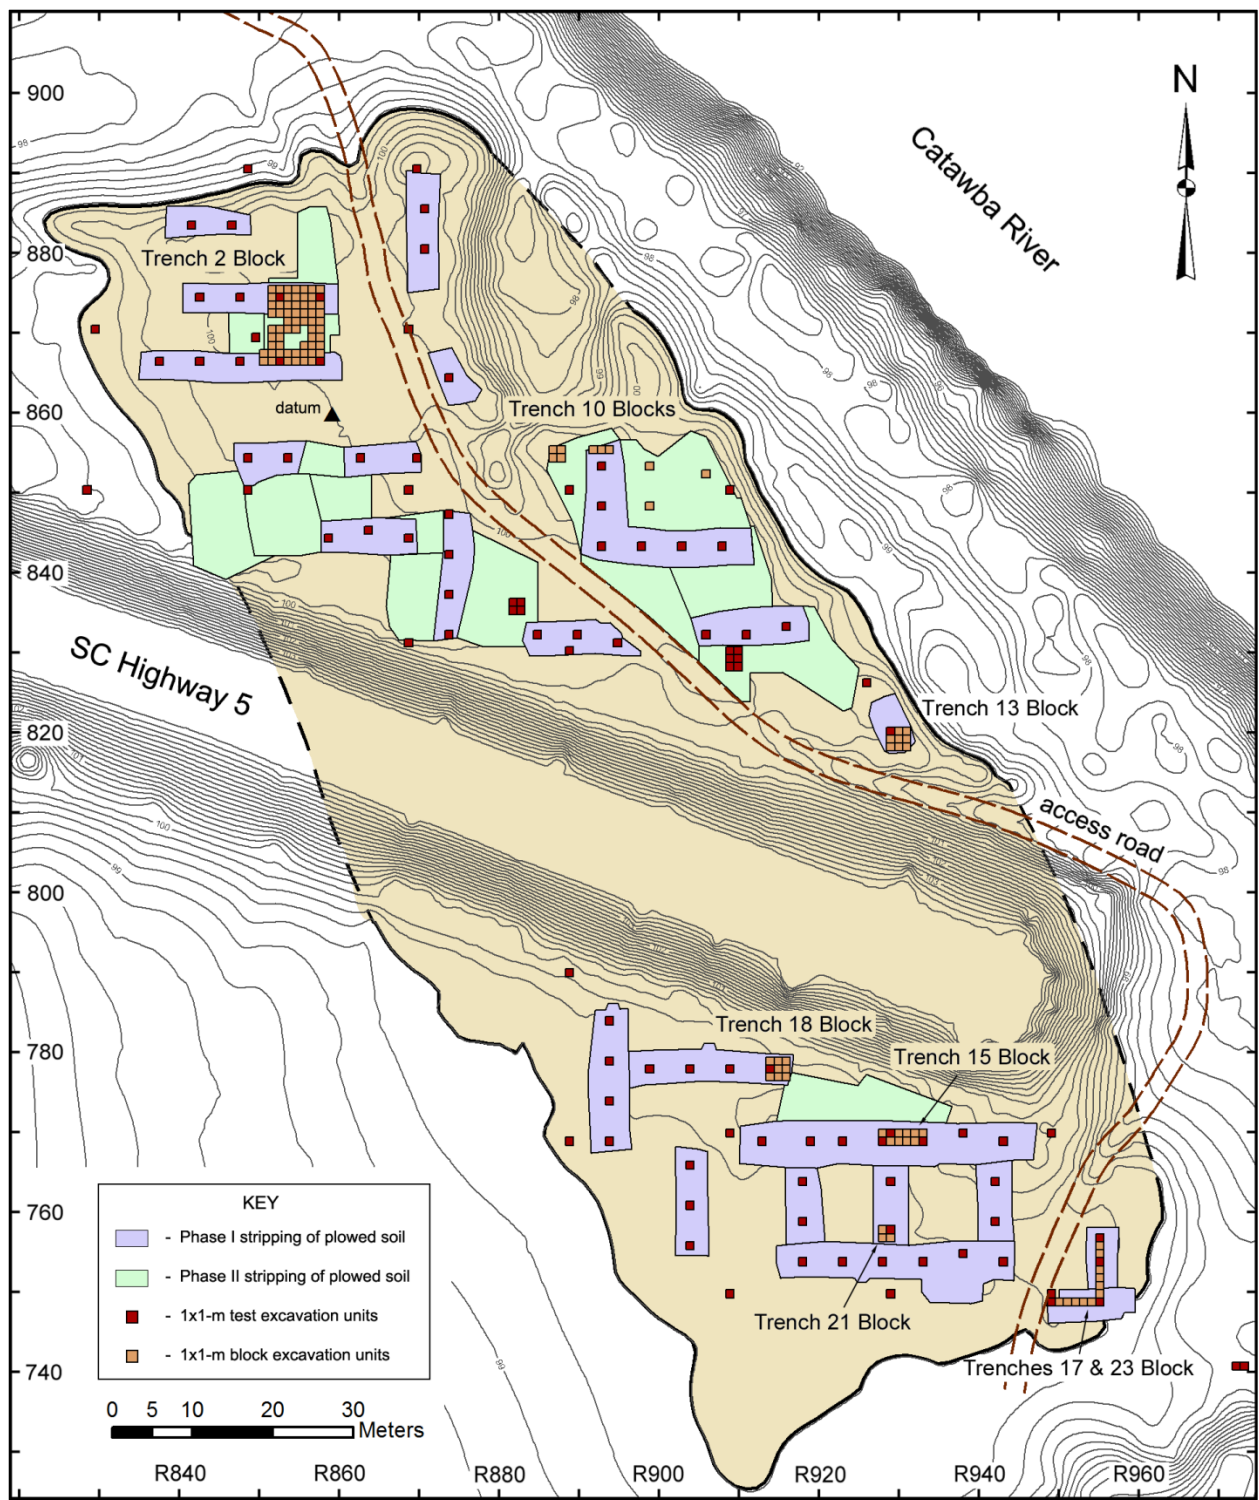 N
Catawba River
900
880
860
840
820
800
780
760
740
Trench 2 Block
datum
Trench 10 Blocks
SC Highway 5
Trench 13 Block
access road
Trench 18 Block
Trench 15 Block
Trench 21 Block
Trenches 17 & 23 Block
KEY
- Phase I stripping of plowed soil
- Phase II stripping of plowed soil
- 1x1-m test excavation units
- 1x1-m block excavation units
0 5 10 20 30
Meters
R840 R860 R880 R900 R920 R940 R960